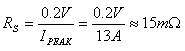 R_S = 0.2V / I_PEAK = 0.2V / 13A ≈ 15mΩ